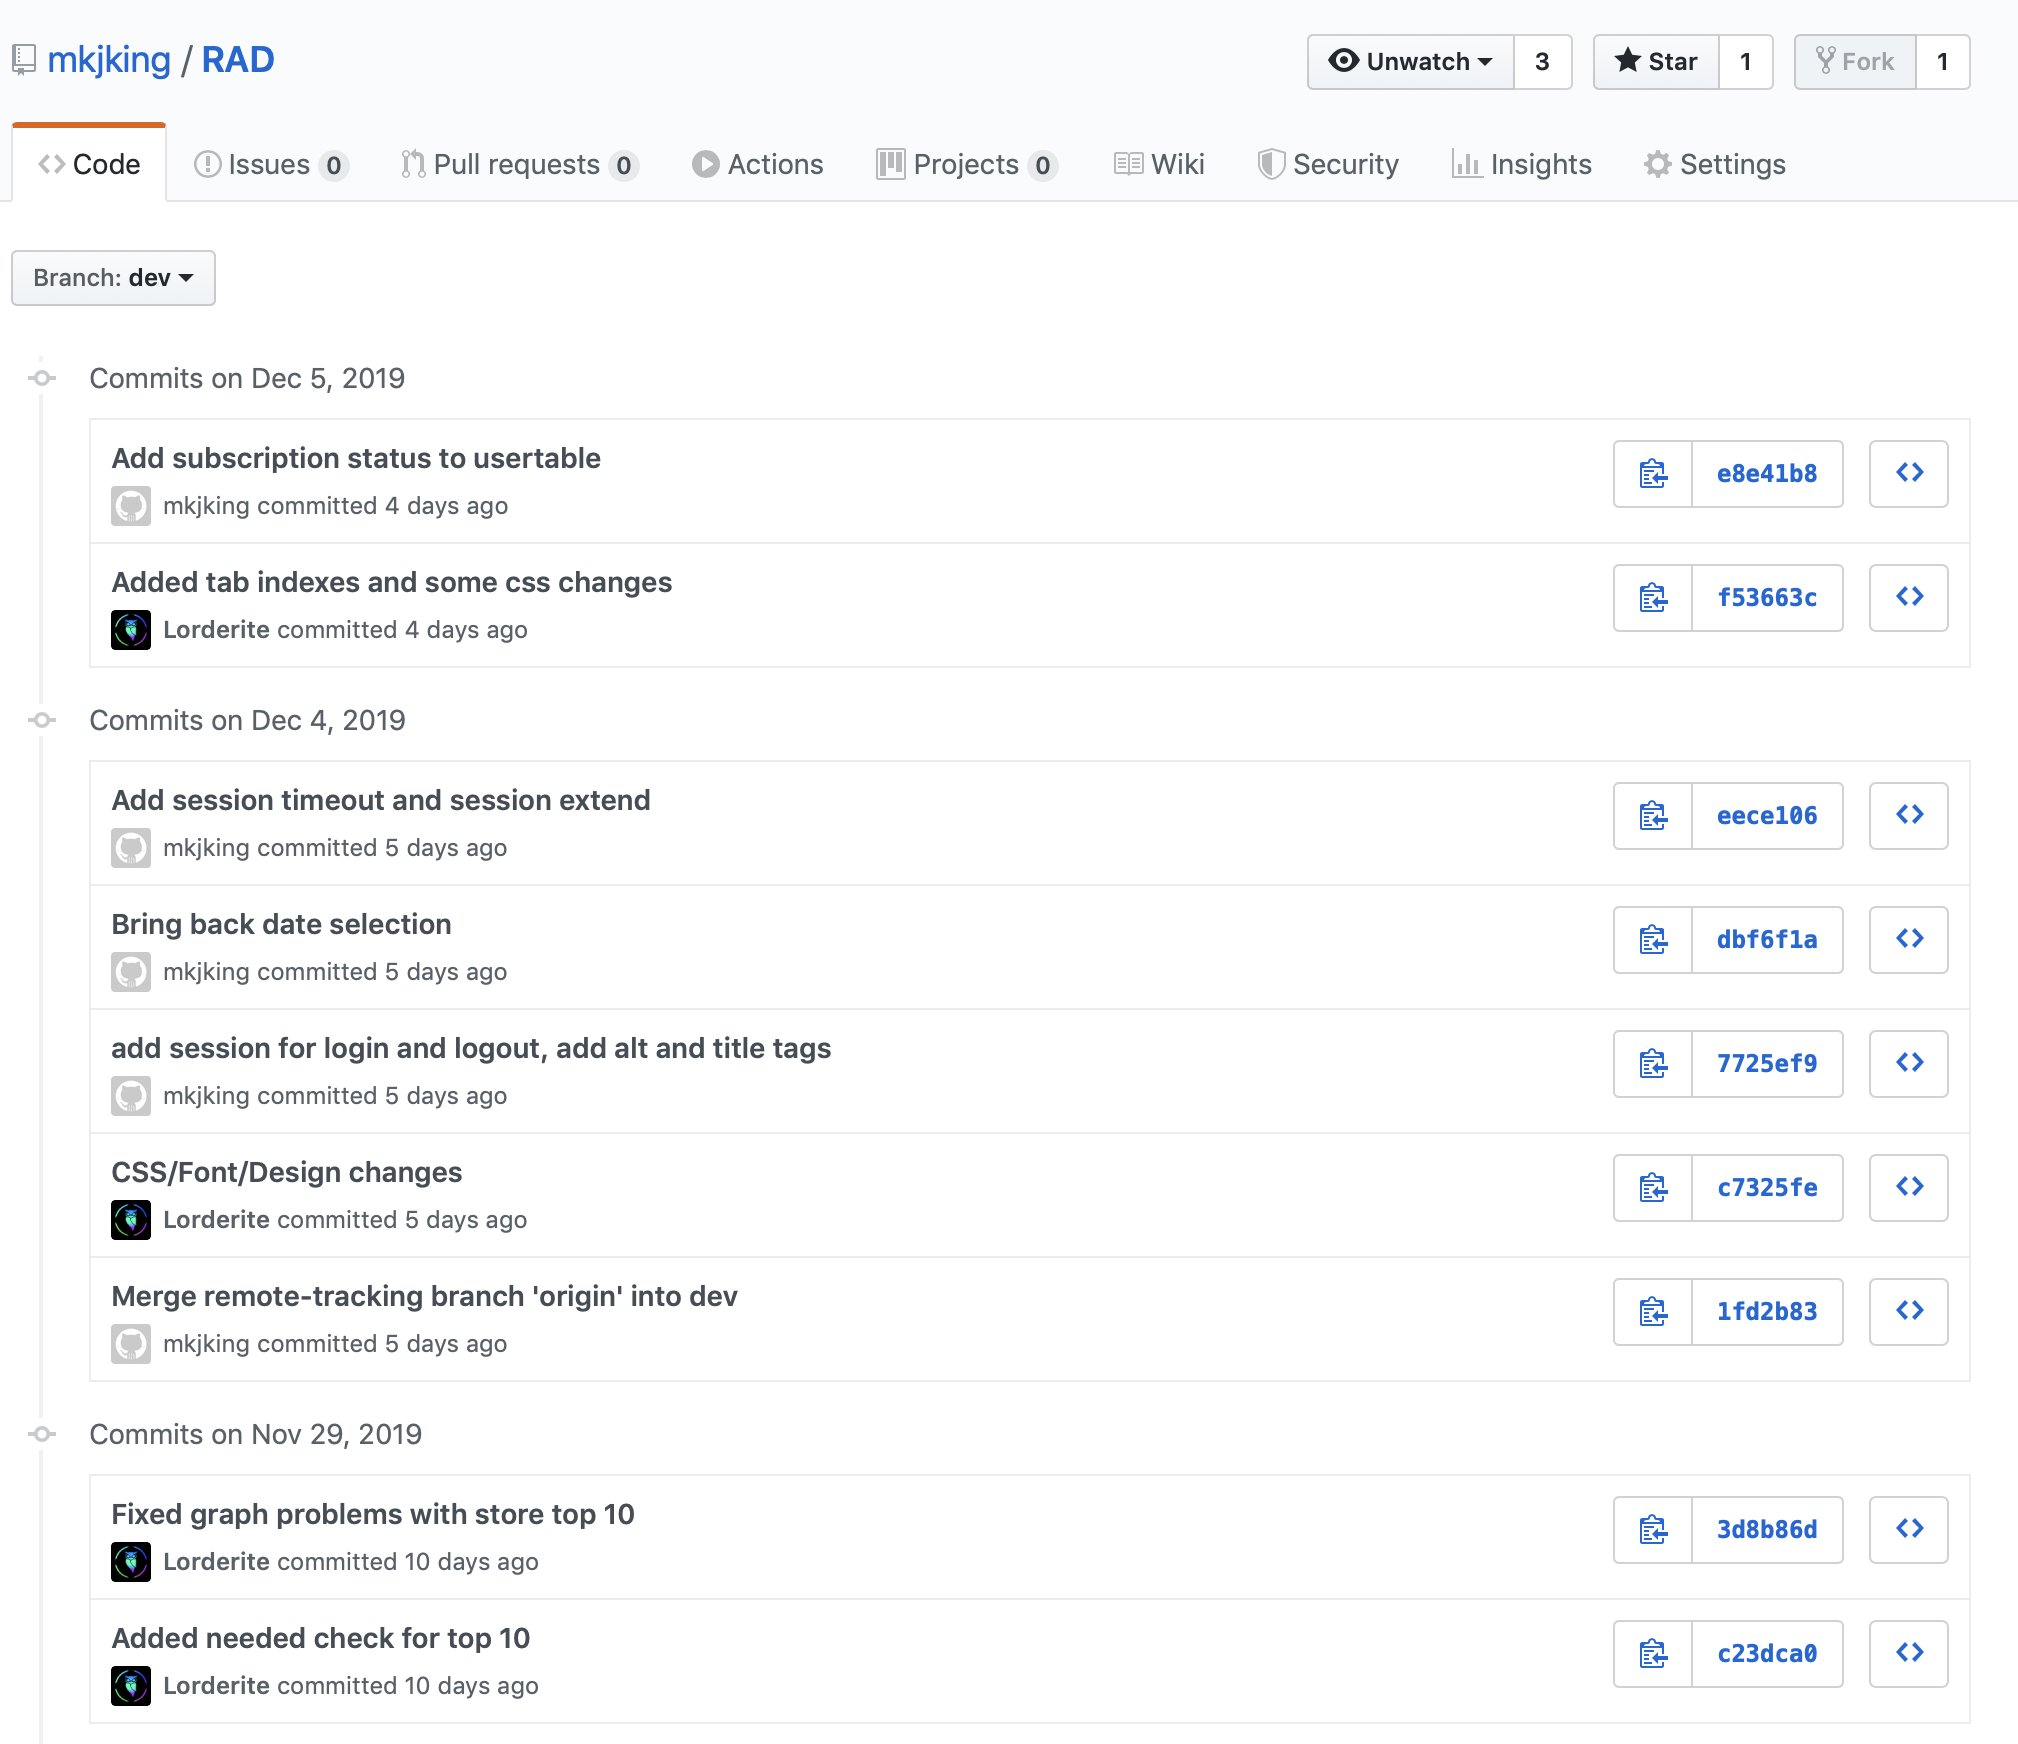 mkjking / RAD
Unwatch 3 Star 1 Fork 1
Code Issues 0 Pull requests 0 Actions Projects 0 Wiki Security Insights Settings
Branch: dev
Commits on Dec 5, 2019
Add subscription status to usertable
mkjking committed 4 days ago
e8e41b8
Added tab indexes and some css changes
Lorderite committed 4 days ago
f53663c
Commits on Dec 4, 2019
Add session timeout and session extend
mkjking committed 5 days ago
eece106
Bring back date selection
mkjking committed 5 days ago
dbf6f1a
add session for login and logout, add alt and title tags
mkjking committed 5 days ago
7725ef9
CSS/Font/Design changes
Lorderite committed 5 days ago
c7325fe
Merge remote-tracking branch 'origin' into dev
mkjking committed 5 days ago
1fd2b83
Commits on Nov 29, 2019
Fixed graph problems with store top 10
Lorderite committed 10 days ago
3d8b86d
Added needed check for top 10
Lorderite committed 10 days ago
c23dca0